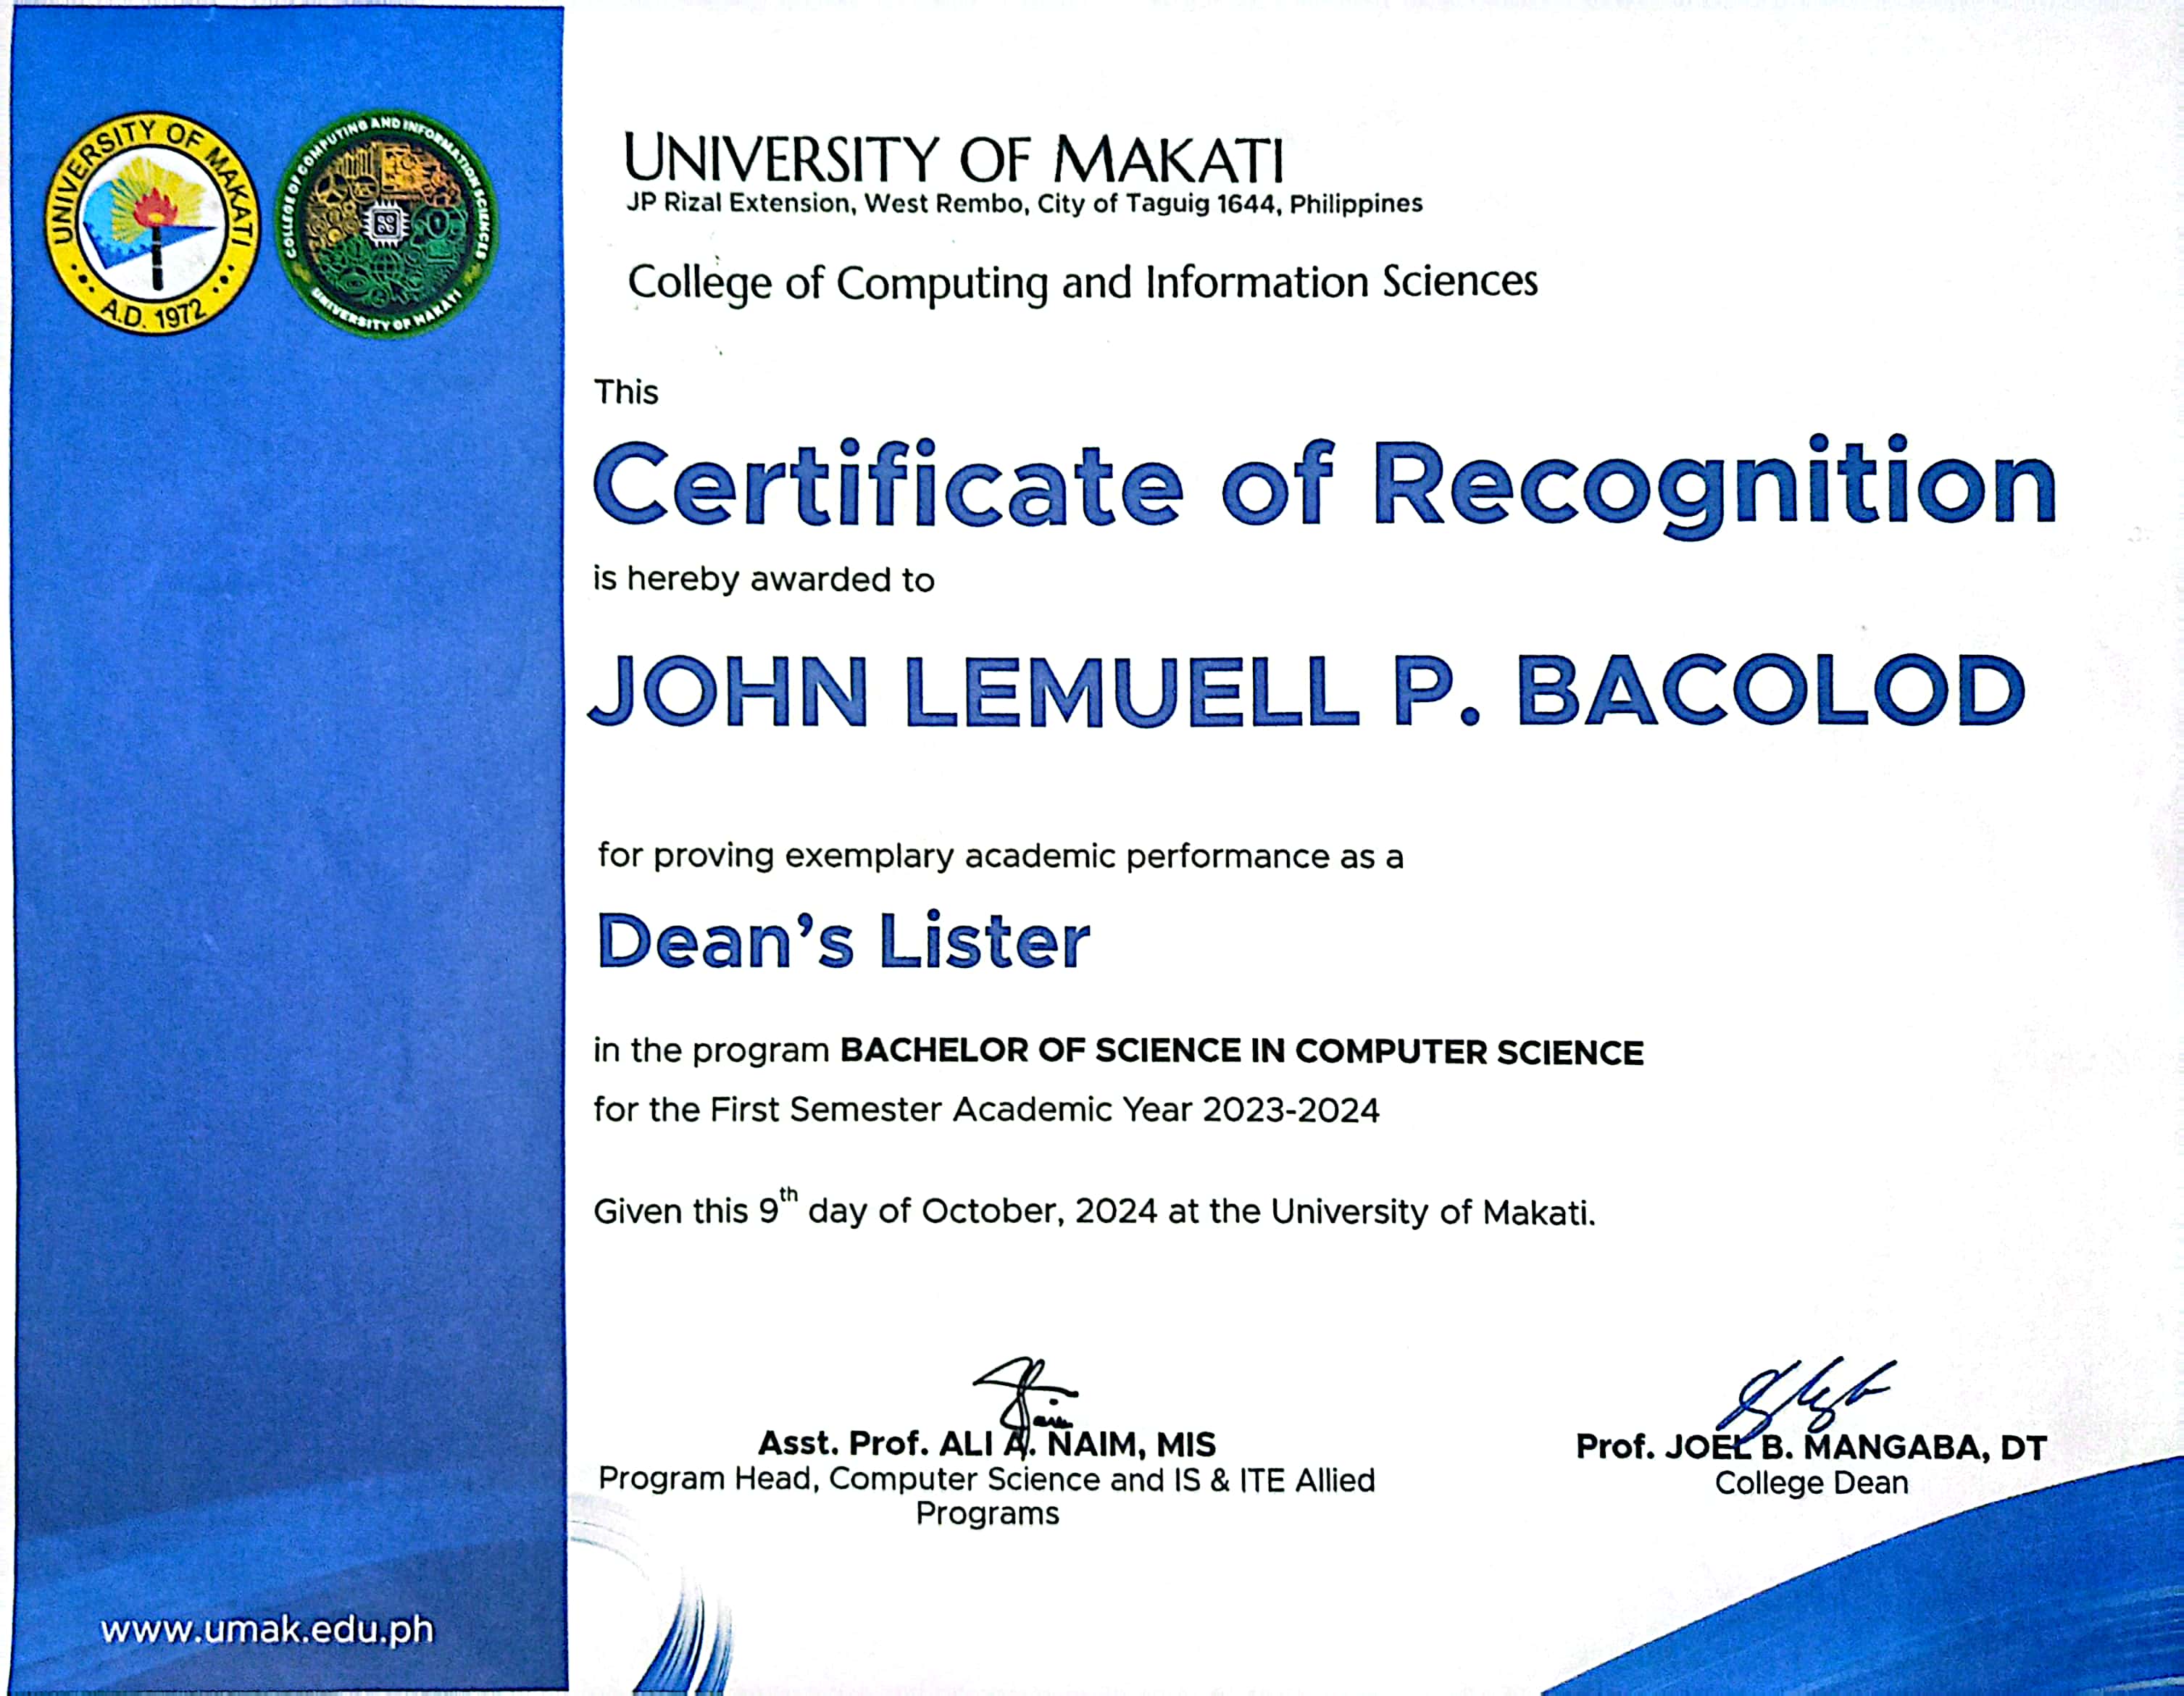 UNIVERSITY OF MAKATI
A.D. 1972
COLLEGE OF COMPUTING AND INFORMATION SCIENCES
UNIVERSITY OF MAKATI
UNIVERSITY OF MAKATI
JP Rizal Extension, West Rembo, City of Taguig 1644, Philippines
College of Computing and Information Sciences
This
Certificate of Recognition
is hereby awarded to
JOHN LEMUELL P. BACOLOD
for proving exemplary academic performance as a
Dean's Lister
in the program BACHELOR OF SCIENCE IN COMPUTER SCIENCE
for the First Semester Academic Year 2023-2024
Given this 9th day of October, 2024 at the University of Makati.
Asst. Prof. ALI A. NAIM, MIS
Program Head, Computer Science and IS & ITE Allied
Programs
Prof. JOEL B. MANGABA, DT
College Dean
www.umak.edu.ph